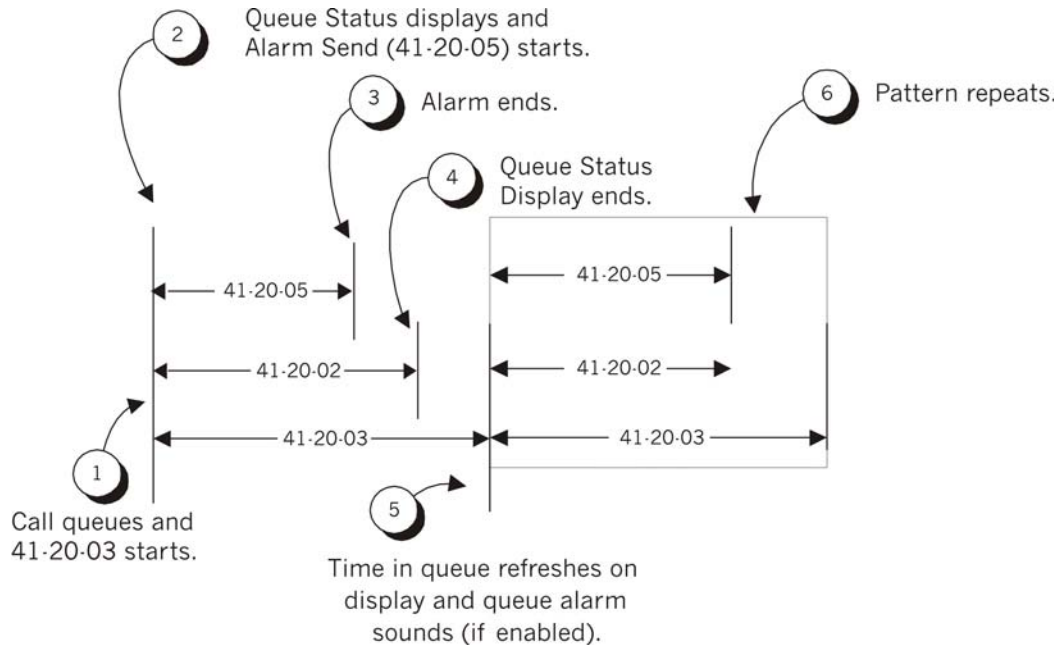 2
Queue Status displays and
Alarm Send (41-20-05) starts.
3
Alarm ends.
6
Pattern repeats.
4
Queue Status
Display ends.
41-20-05
41-20-05
41-20-02
41-20-02
41-20-03
41-20-03
1
Call queues and
41-20-03 starts.
5
Time in queue refreshes on
display and queue alarm
sounds (if enabled).